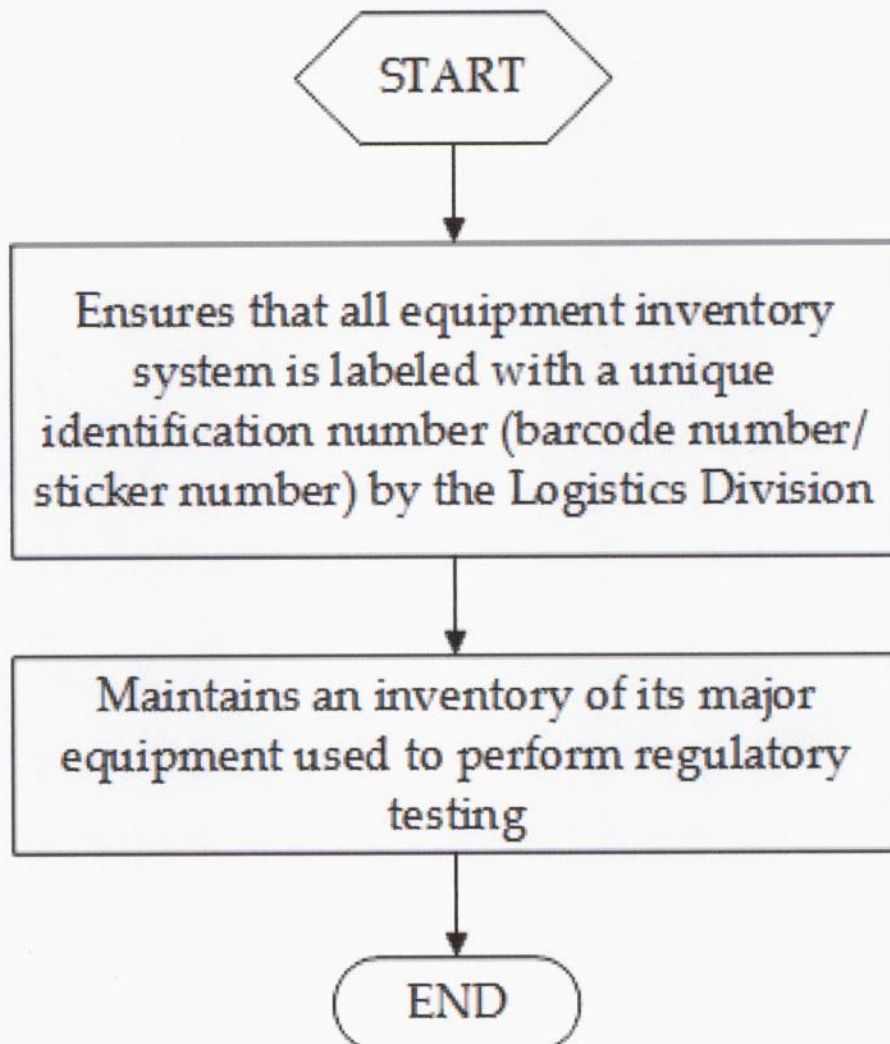 START
Ensures that all equipment inventory
system is labeled with a unique
identification number (barcode number/
sticker number) by the Logistics Division
Maintains an inventory of its major
equipment used to perform regulatory
testing
END